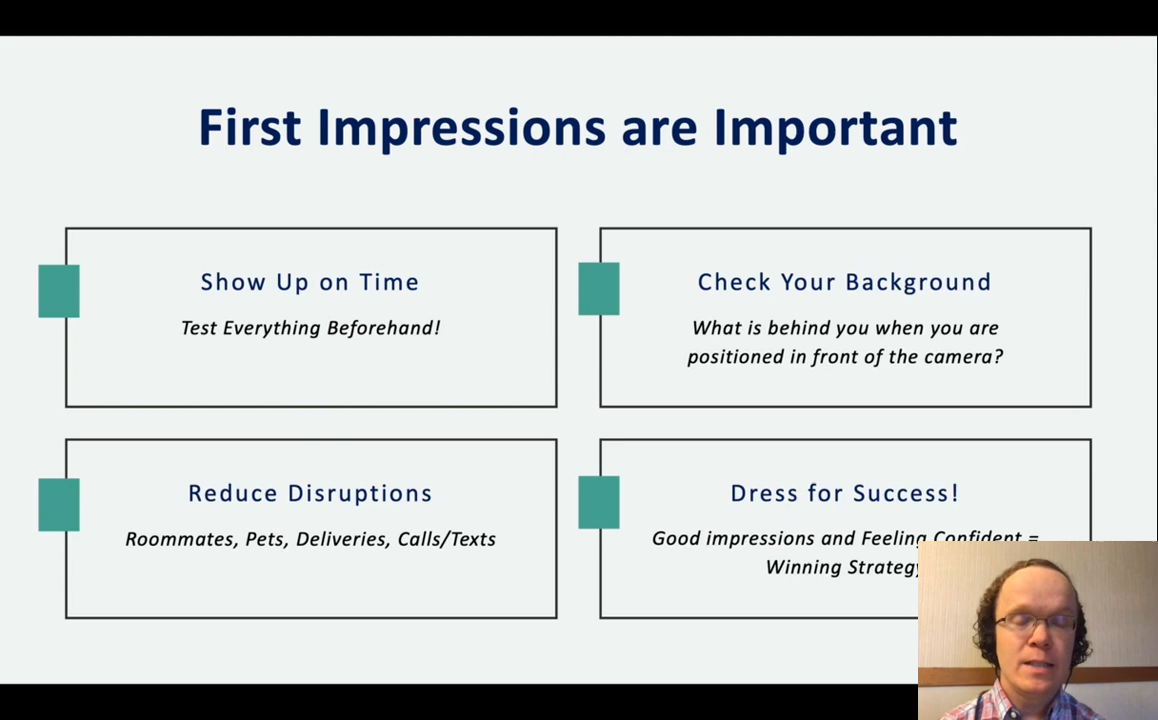 First Impressions are Important
Show Up on Time
Test Everything Beforehand!
Check Your Background
What is behind you when you are
positioned in front of the camera?
Reduce Disruptions
Roommates, Pets, Deliveries, Calls/Texts
Dress for Success!
Good impressions and Feeling Confident =
Winning Strategy